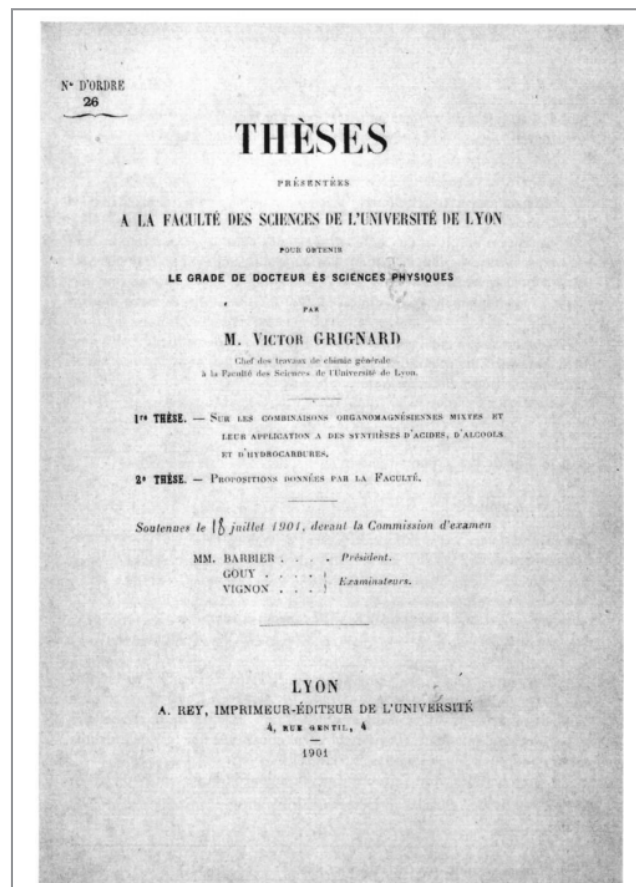 N° D'ORDRE
26
THÈSES
PRÉSENTÉES
A LA FACULTÉ DES SCIENCES DE L'UNIVERSITÉ DE LYON
POUR OBTENIR
LE GRADE DE DOCTEUR ÈS SCIENCES PHYSIQUES
PAR
M. VICTOR GRIGNARD
Chef des travaux de chimie générale
à la Faculté des Sciences de l'Université de Lyon.
1re THÈSE. — SUR LES COMBINAISONS ORGANOMAGNÉSIENNES MIXTES ET
LEUR APPLICATION A DES SYNTHÈSES D'ACIDES, D'ALCOOLS
ET D'HYDROCARBURES.
2e THÈSE. — PROPOSITIONS DONNÉES PAR LA FACULTÉ.
Soutenues le 18 juillet 1901, devant la Commission d'examen
MM. BARBIER . . . . Président.
GOUY . . . . }
VIGNON . . . } Examinateurs.
LYON
A. REY, IMPRIMEUR-ÉDITEUR DE L'UNIVERSITÉ
4, RUE GENTIL, 4
—
1901